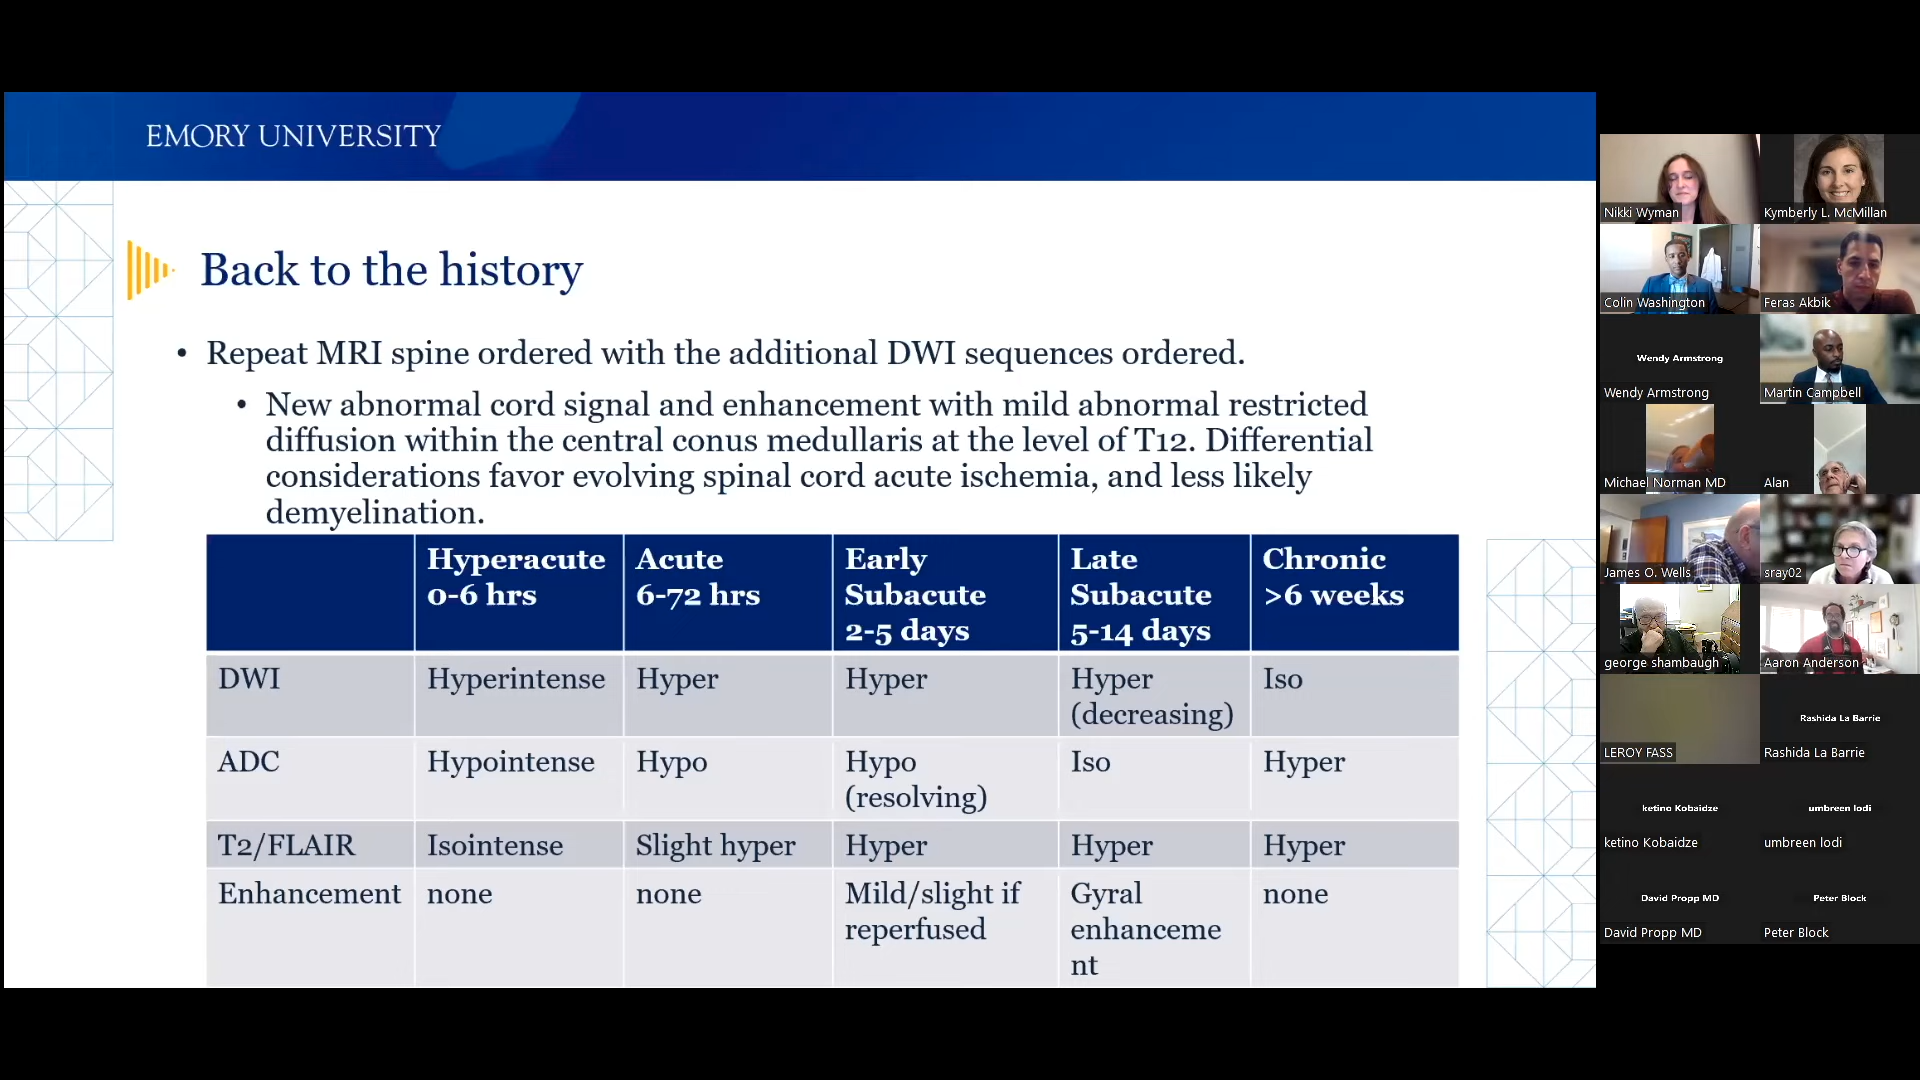 EMORY UNIVERSITY
Back to the history
• Repeat MRI spine ordered with the additional DWI sequences ordered.
• New abnormal cord signal and enhancement with mild abnormal restricted
diffusion within the central conus medullaris at the level of T12. Differential
considerations favor evolving spinal cord acute ischemia, and less likely
demyelination.
Hyperacute
0-6 hrs
Acute
6-72 hrs
Early
Subacute
2-5 days
Late
Subacute
5-14 days
Chronic
>6 weeks
DWI
Hyperintense
Hyper
Hyper
Hyper
(decreasing)
Iso
ADC
Hypointense
Hypo
Hypo
(resolving)
Iso
Hyper
T2/FLAIR
Isointense
Slight hyper
Hyper
Hyper
Hyper
Enhancement
none
none
Mild/slight if
reperfused
Gyral
enhanceme
nt
none
Nikki Wyman
Kymberly L. McMillan
Colin Washington
Feras Akbik
Wendy Armstrong
Wendy Armstrong
Martin Campbell
Michael Norman MD
Alan
James O. Wells
sray02
george shambaugh
Aaron Anderson
LEROY FASS
Rashida La Barrie
Rashida La Barrie
ketino Kobaidze
umbreen lodi
ketino Kobaidze
umbreen lodi
David Propp MD
Peter Block
David Propp MD
Peter Block